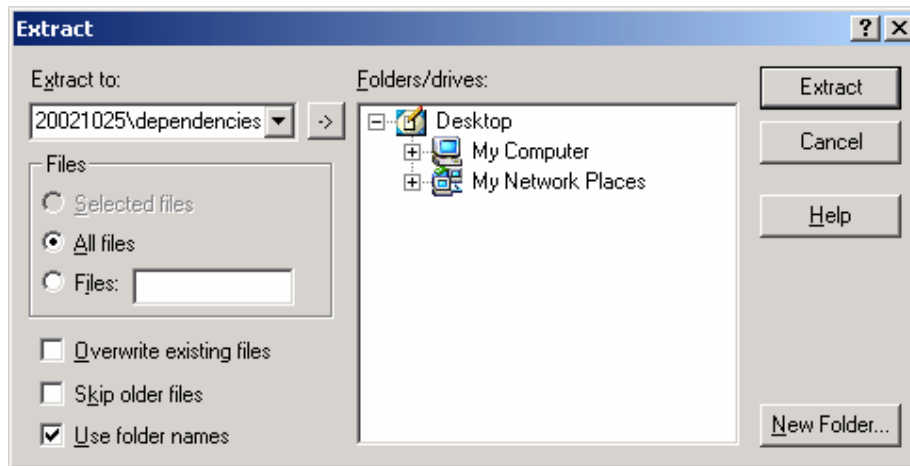 Extract
Extract to:
20021025\dependencies
->
Files
Selected files
All files
Files:
Overwrite existing files
Skip older files
Use folder names
Folders/drives:
Desktop
My Computer
My Network Places
Extract
Cancel
Help
New Folder...